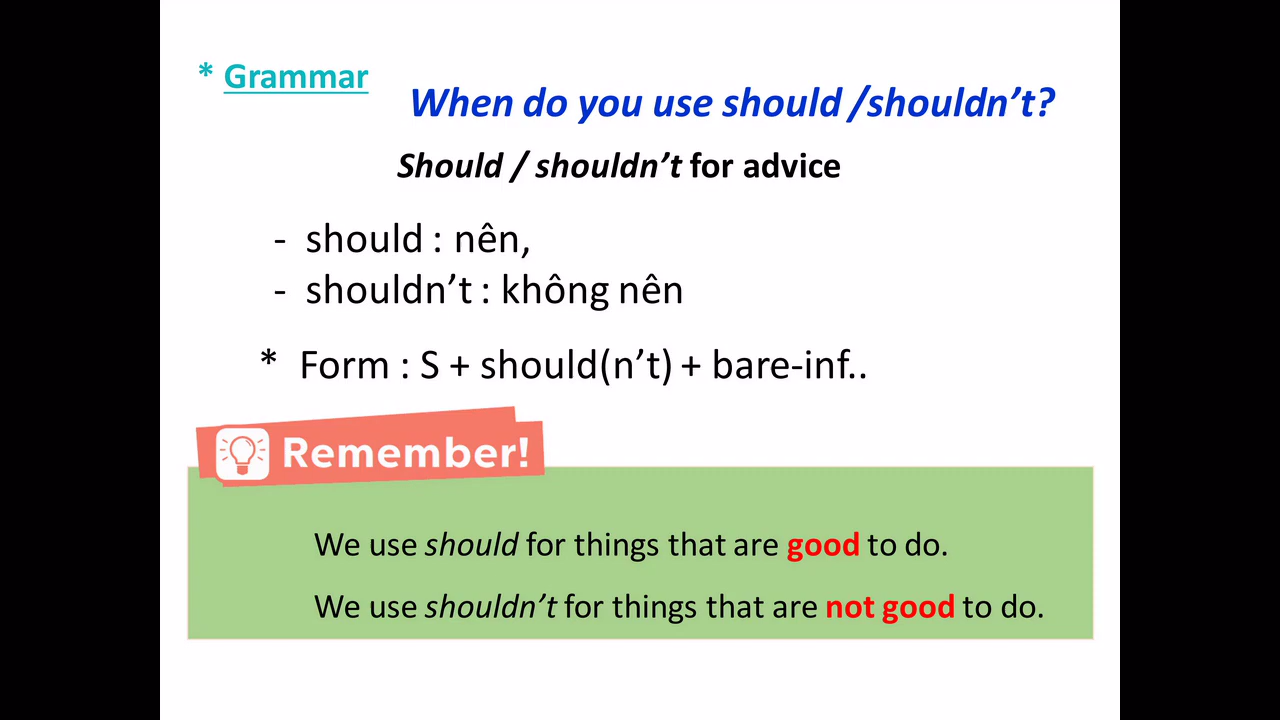 * Grammar
When do you use should /shouldn’t?
Should / shouldn’t for advice
- should : nên,
- shouldn’t : không nên
* Form : S + should(n’t) + bare-inf..
Remember!
We use should for things that are good to do.
We use shouldn’t for things that are not good to do.